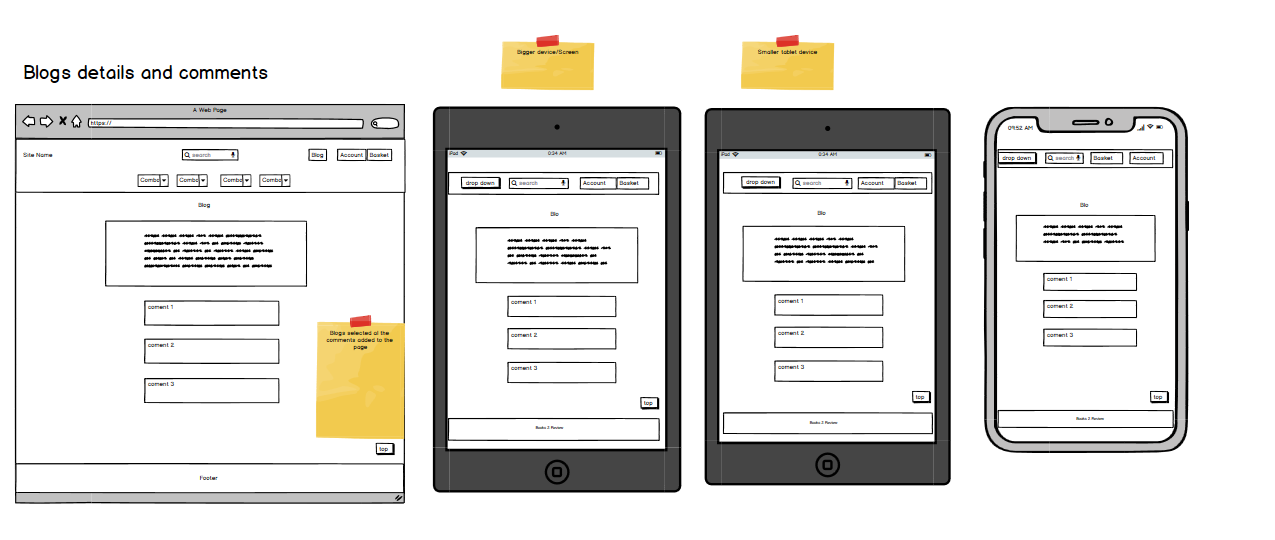 Bigger device/Screen
Smaller tablet device
Blogs details and comments
A Web Page
https://
Site Name
search
Blog
Account
Basket
Combo
Combo
Combo
Combo
Blog
coment 1
coment 2
coment 3
Blogs selected al the
comments added to the
page
top
Footer
iPad
0:34 AM
drop down
search
Account
Basket
Blo
coment 1
coment 2
coment 3
top
Books 2 Review
iPad
0:34 AM
drop down
search
Account
Basket
Blo
coment 1
coment 2
coment 3
top
Books 2 Review
09:52 AM
drop down
search
Basket
Account
Blo
coment 1
coment 2
coment 3
top
Books 2 Review